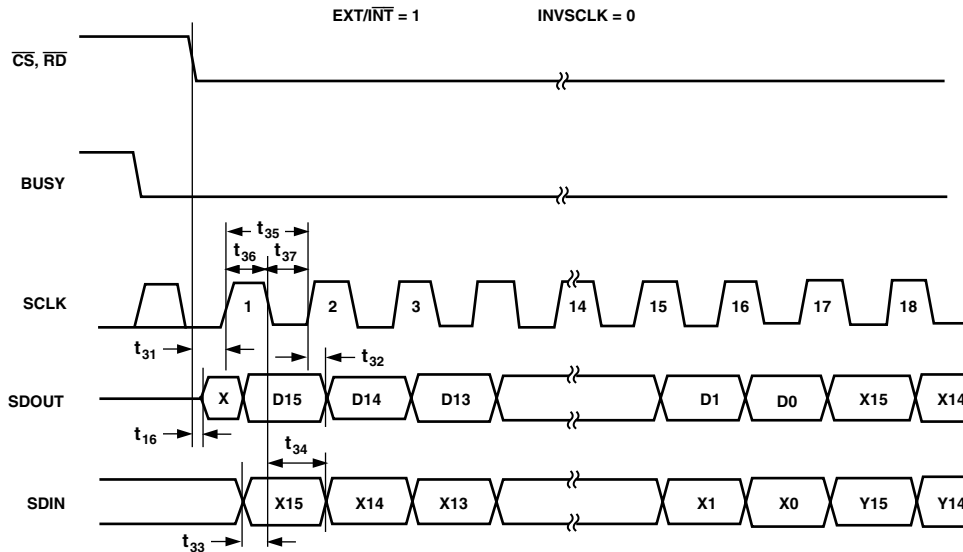 EXT/INT = 1 INVSCLK = 0
CS, RD
BUSY
t35
t36 t37
SCLK 1 2 3 14 15 16 17 18
t31 t32
SDOUT X D15 D14 D13 D1 D0 X15 X14
t16 t34
SDIN X15 X14 X13 X1 X0 Y15 Y14
t33